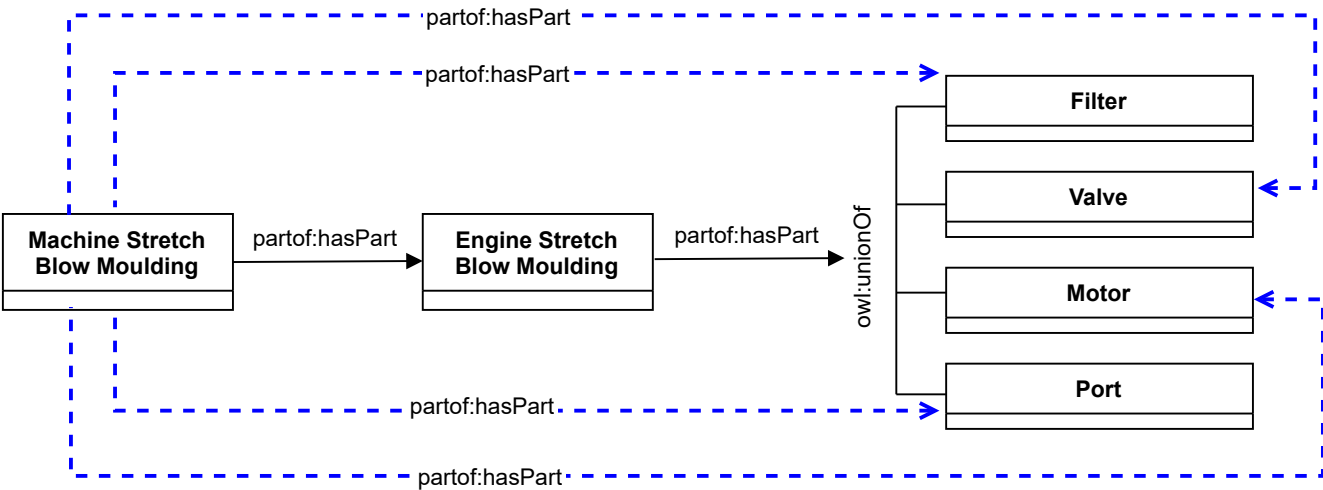 partof:hasPart
partof:hasPart
Filter
Valve
Machine Stretch
Blow Moulding
partof:hasPart
Engine Stretch
Blow Moulding
partof:hasPart
owl:unionOf
Motor
Port
partof:hasPart
partof:hasPart